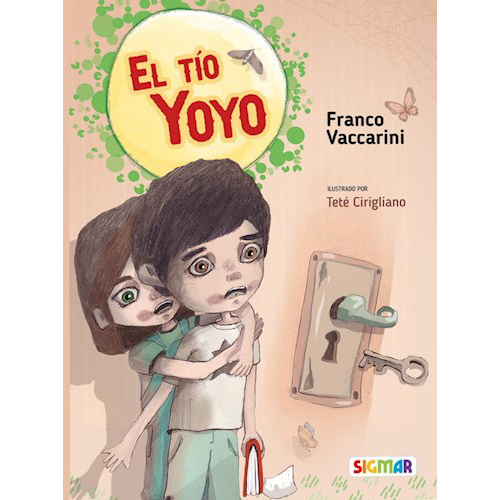 EL TÍO
YOYO
Franco
Vaccarini
ILUSTRADO POR
Teté Cirigliano
SIGMAR